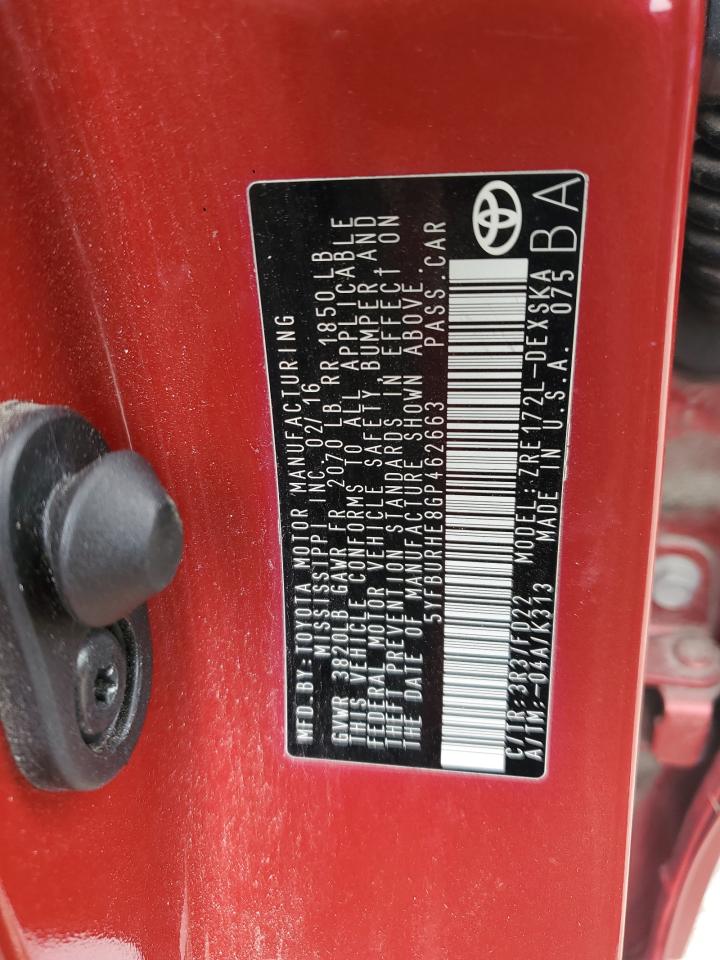 MFD.BY:TOYOTA MOTOR MANUFACTURING
MISSISSIPPI INC. 02/16
GVWR 3820LB GAWR FR 2070 LB RR 1850 LB
THIS VEHICLE CONFORMS TO ALL APPLICABLE
FEDERAL MOTOR VEHICLE SAFETY, BUMPER AND
THEFT PREVENTION STANDARDS IN EFFECT ON
THE DATE OF MANUFACTURE SHOWN ABOVE.
5YFBURHE8GP462663 PASS.CAR
C/TR:3R3/FD22 MODEL:ZRE172L-DEXSKA
A/TM:-04A/K313 MADE IN U.S.A. 075
BA